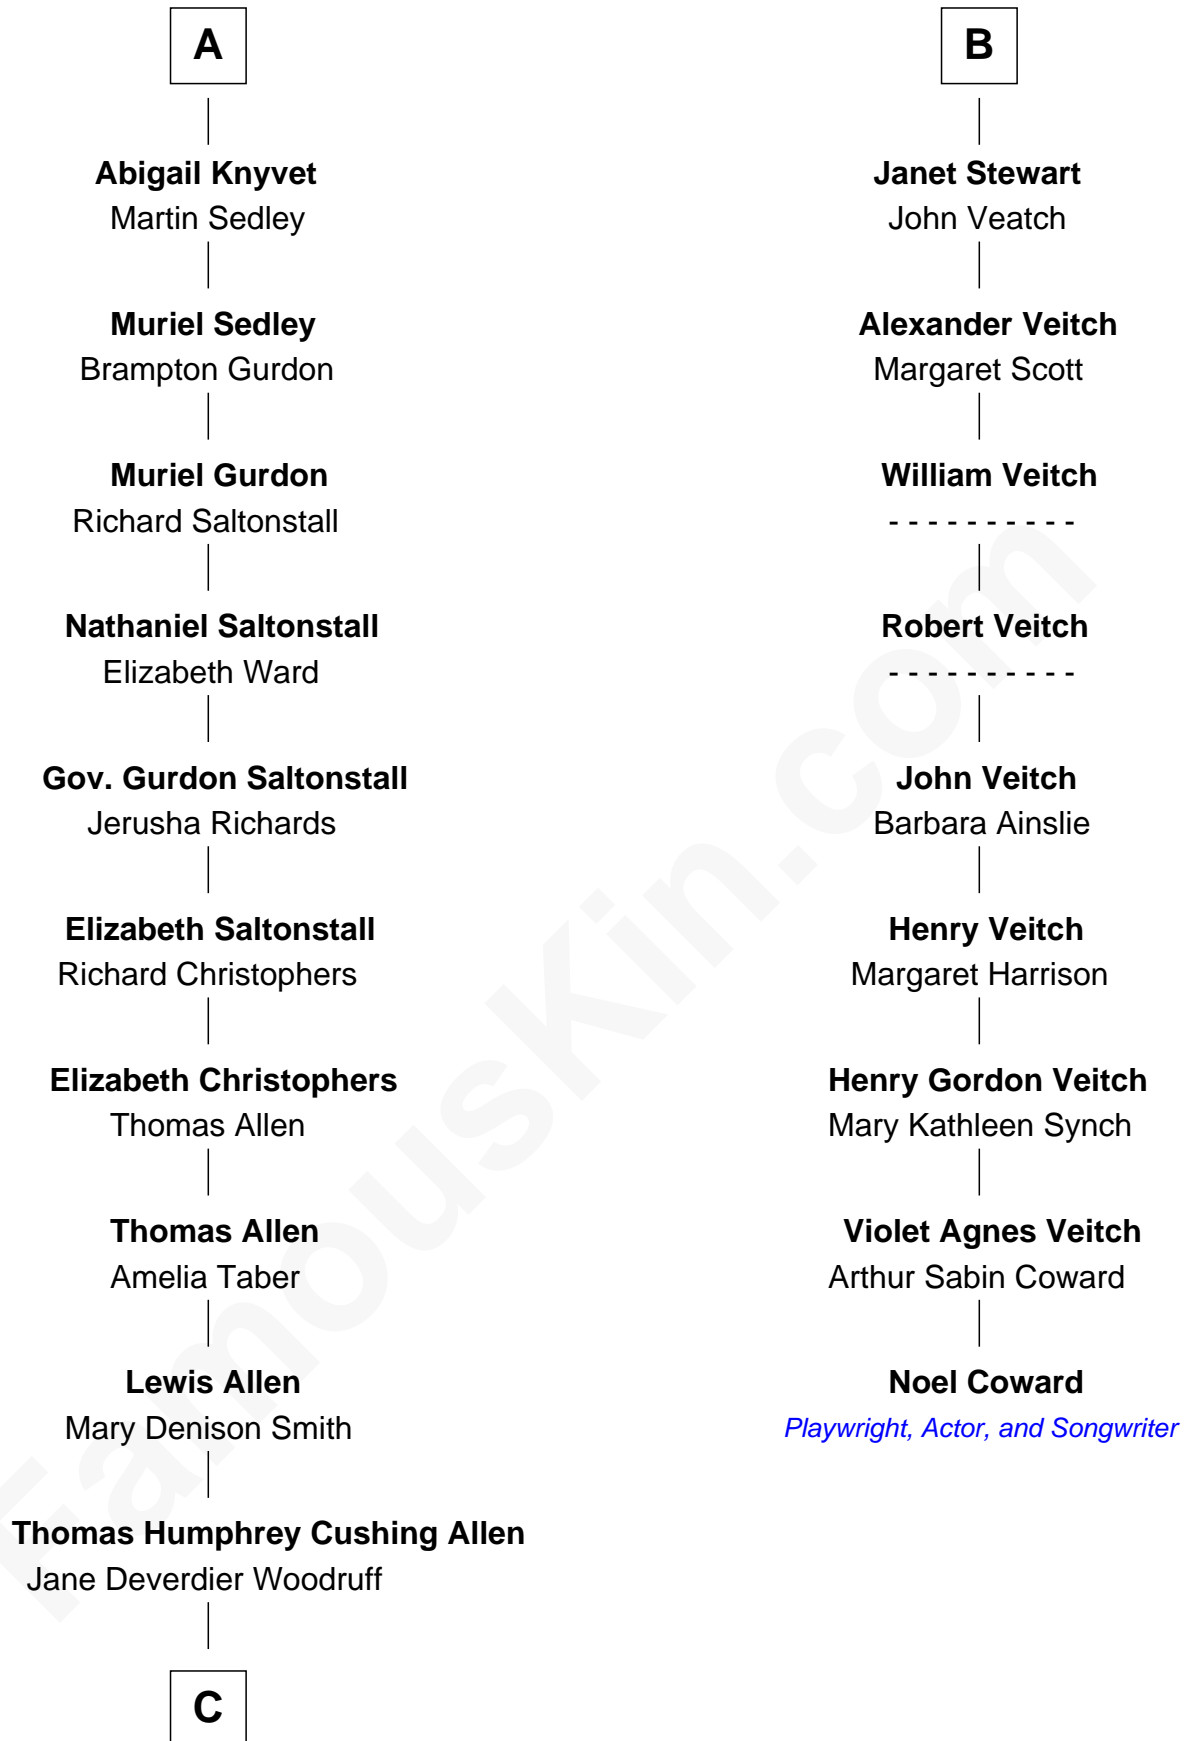 A
Abigail Knyvet
Martin Sedley
Muriel Sedley
Brampton Gurdon
Muriel Gurdon
Richard Saltonstall
Nathaniel Saltonstall
Elizabeth Ward
Gov. Gurdon Saltonstall
Jerusha Richards
Elizabeth Saltonstall
Richard Christophers
Elizabeth Christophers
Thomas Allen
Thomas Allen
Amelia Taber
Lewis Allen
Mary Denison Smith
Thomas Humphrey Cushing Allen
Jane Deverdier Woodruff
C
B
Janet Stewart
John Veatch
Alexander Veitch
Margaret Scott
William Veitch
- - - - - - - - - -
Robert Veitch
- - - - - - - - - -
John Veitch
Barbara Ainslie
Henry Veitch
Margaret Harrison
Henry Gordon Veitch
Mary Kathleen Synch
Violet Agnes Veitch
Arthur Sabin Coward
Noel Coward
Playwright, Actor, and Songwriter
FamousKin.com